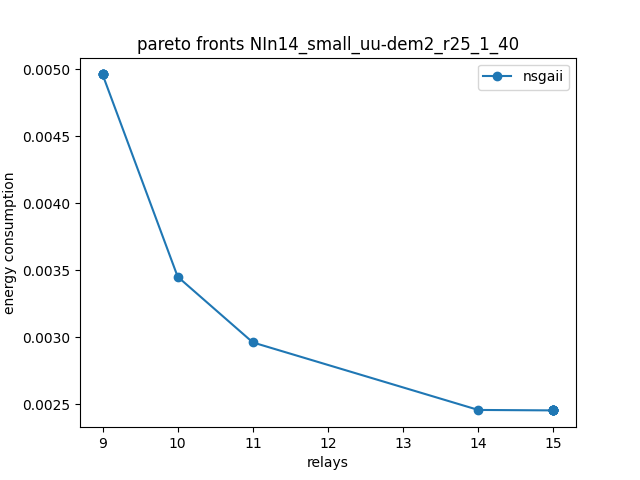 pareto fronts NIn14_small_uu-dem2_r25_1_40
nsgaii
energy consumption
0.0050
0.0045
0.0040
0.0035
0.0030
0.0025
9 10 11 12 13 14 15
relays